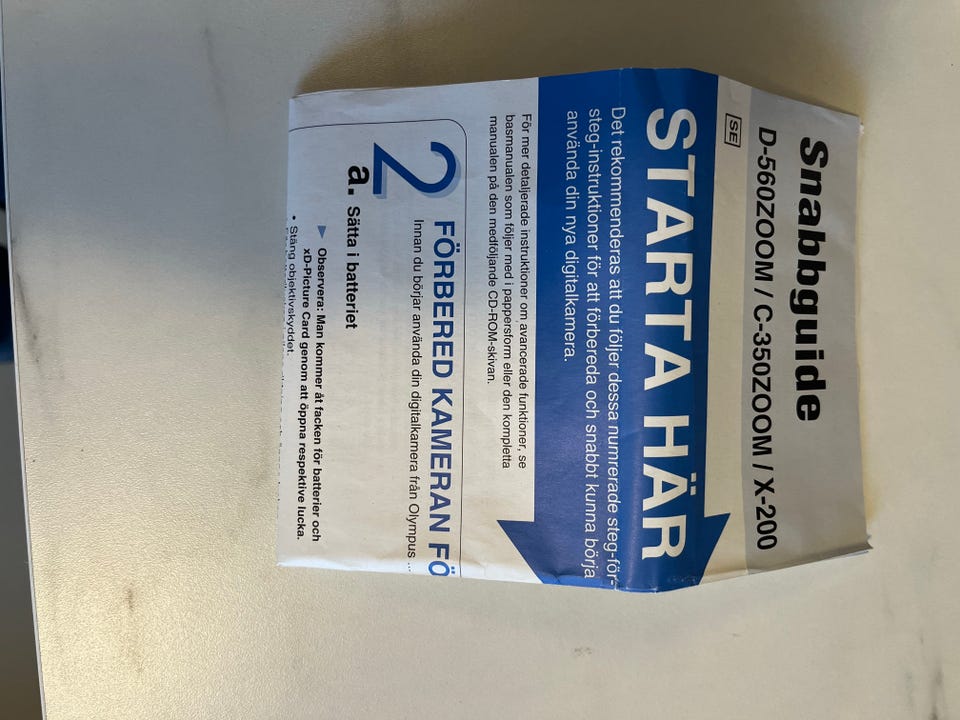 Snabbguide
D-560ZOOM / C-350ZOOM / X-200
SE
STARTA HÄR
Det rekommenderas att du följer dessa numrerade steg-för-
steg-instruktioner för att förbereda och snabbt kunna börja
använda din nya digitalkamera.
För mer detaljerade instruktioner om avancerade funktioner, se
basmanualen som följer med i pappersform eller den kompletta
manualen på den medföljande CD-ROM-skivan.
2 FÖRBERED KAMERAN FÖ
Innan du börjar använda din digitalkamera från Olympus ...
a. Sätta i batteriet
Observera: Man kommer åt facken för batterier och
xD-Picture Card genom att öppna respektive lucka.
• Stäng objektivskyddet.